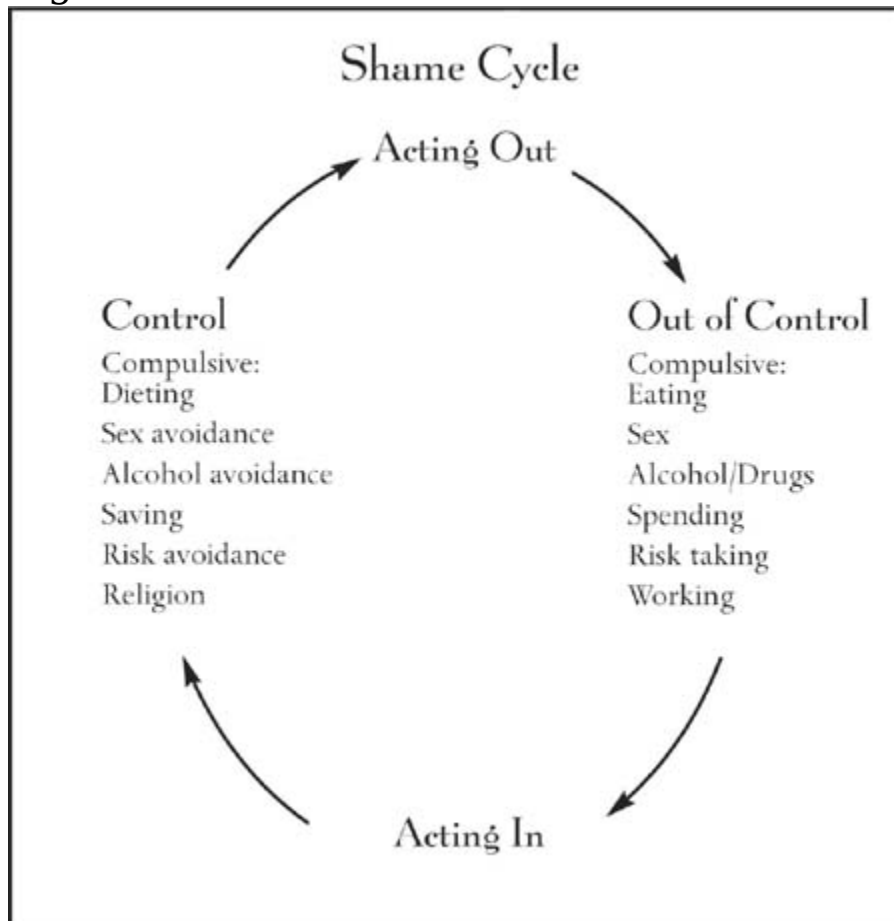 Shame Cycle
Acting Out
Control
Compulsive:
Dieting
Sex avoidance
Alcohol avoidance
Saving
Risk avoidance
Religion
Out of Control
Compulsive:
Eating
Sex
Alcohol/Drugs
Spending
Risk taking
Working
Acting In